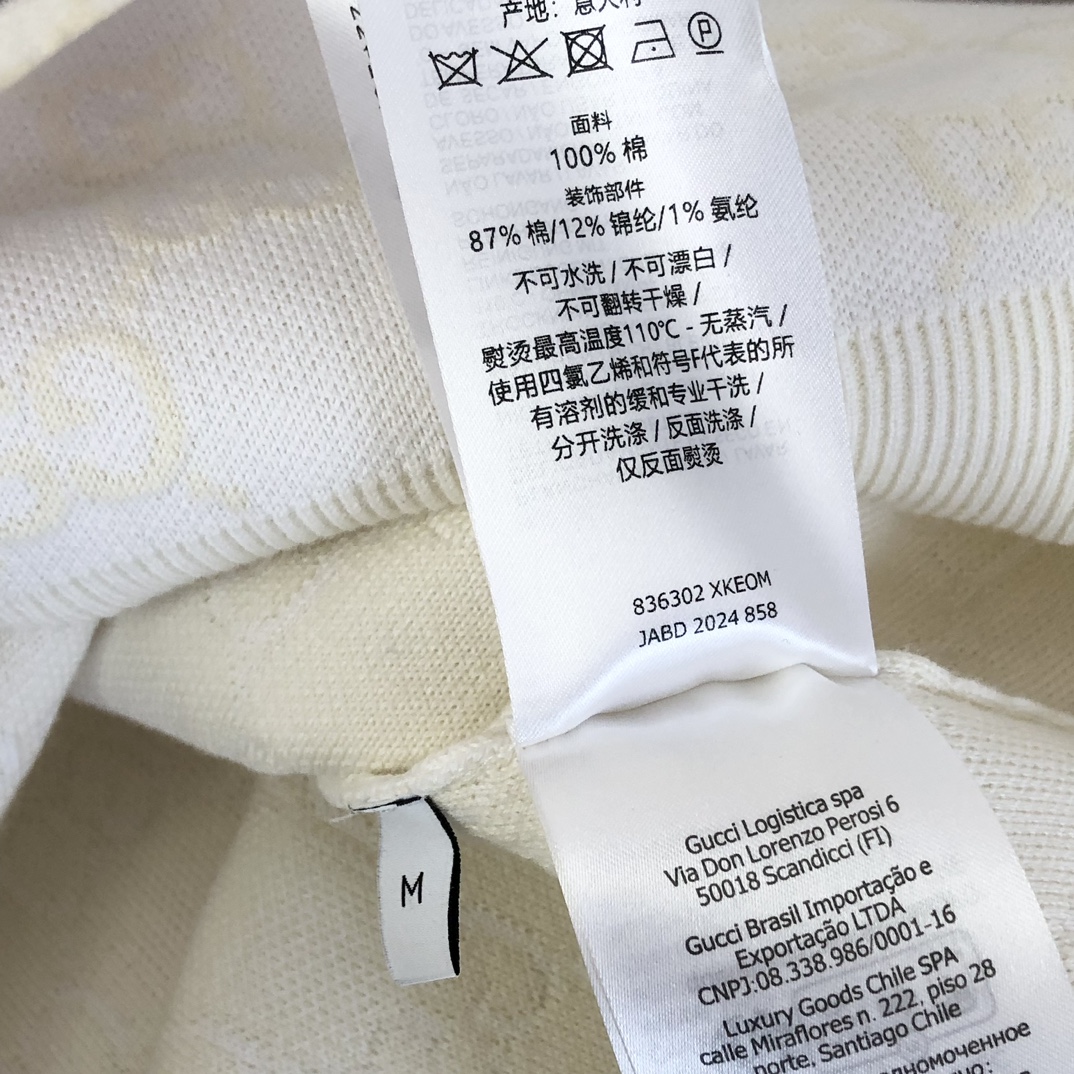 产地：意大利
P
面料
100% 棉
装饰部件
87% 棉/12% 锦纶/1% 氨纶
不可水洗 / 不可漂白 /
不可翻转干燥 /
熨烫最高温度110℃ - 无蒸汽 /
使用四氯乙烯和符号F代表的所
有溶剂的缓和专业干洗 /
分开洗涤 / 反面洗涤 /
仅反面熨烫
836302 XKEOM
JABD 2024 858
M
Gucci Logistica spa
Via Don Lorenzo Perosi 6
50018 Scandicci (FI)
Gucci Brasil Importação e
Exportação LTDA
CNPJ:08.338.986/0001-16
Luxury Goods Chile SPA
calle Miraflores n. 222, piso 28
norte, Santiago Chile